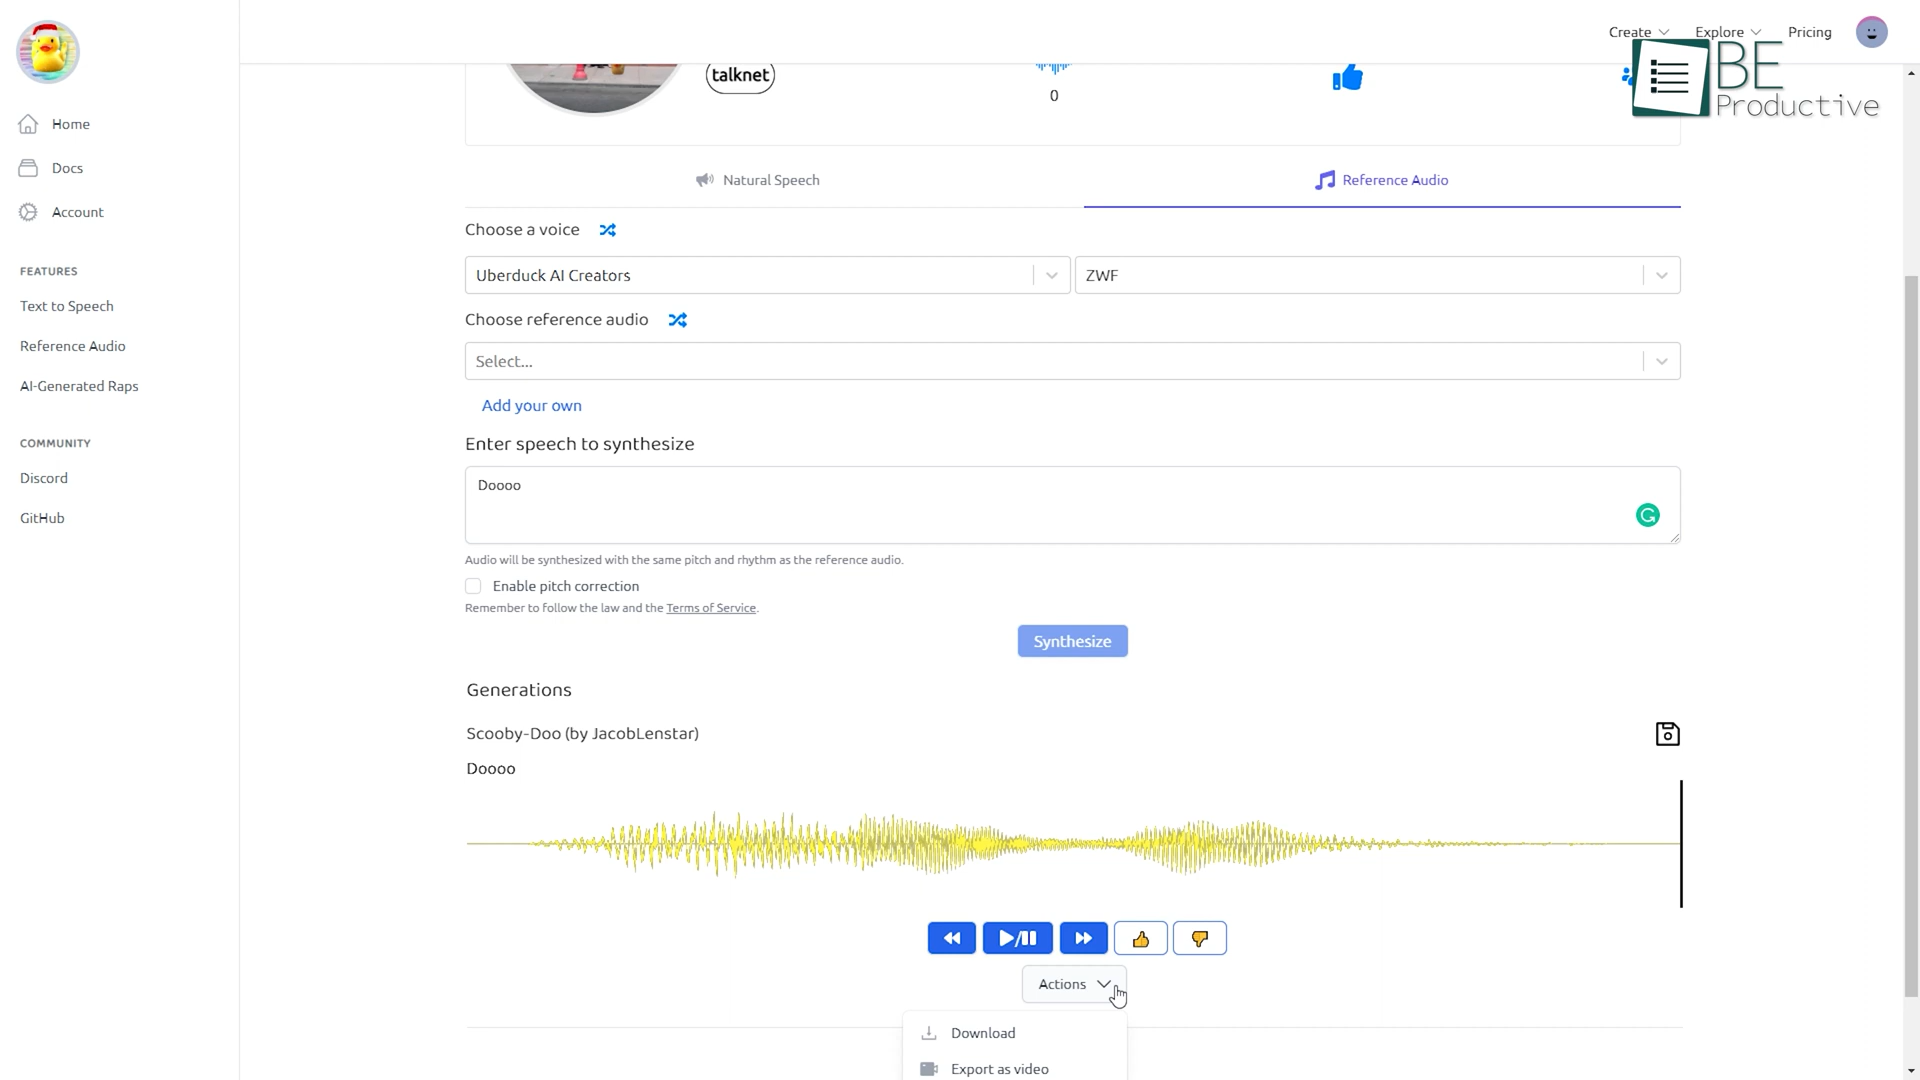 Create
Explore
Pricing
BE
Productive
Home
Docs
Account
FEATURES
Text to Speech
Reference Audio
AI-Generated Raps
COMMUNITY
Discord
GitHub
talknet
0
Natural Speech
Reference Audio
Choose a voice
Uberduck AI Creators
ZWF
Choose reference audio
Select...
Add your own
Enter speech to synthesize
Doooo
Audio will be synthesized with the same pitch and rhythm as the reference audio.
Enable pitch correction
Remember to follow the law and the Terms of Service.
Synthesize
Generations
Scooby-Doo (by JacobLenstar)
Doooo
Actions
Download
Export as video